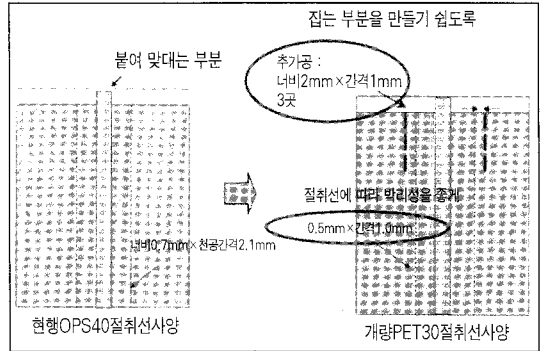 집는 부분을 만들기 쉽도록
붙여 맞대는 부분
추가공 :
너비2mm×간격1mm
3곳
절취선에 따라 박리성을 좋게
0.5mm×간격1.0mm
너비0.7mm×천공간격2.1mm
현행OPS40절취선사양
개량PET30절취선사양